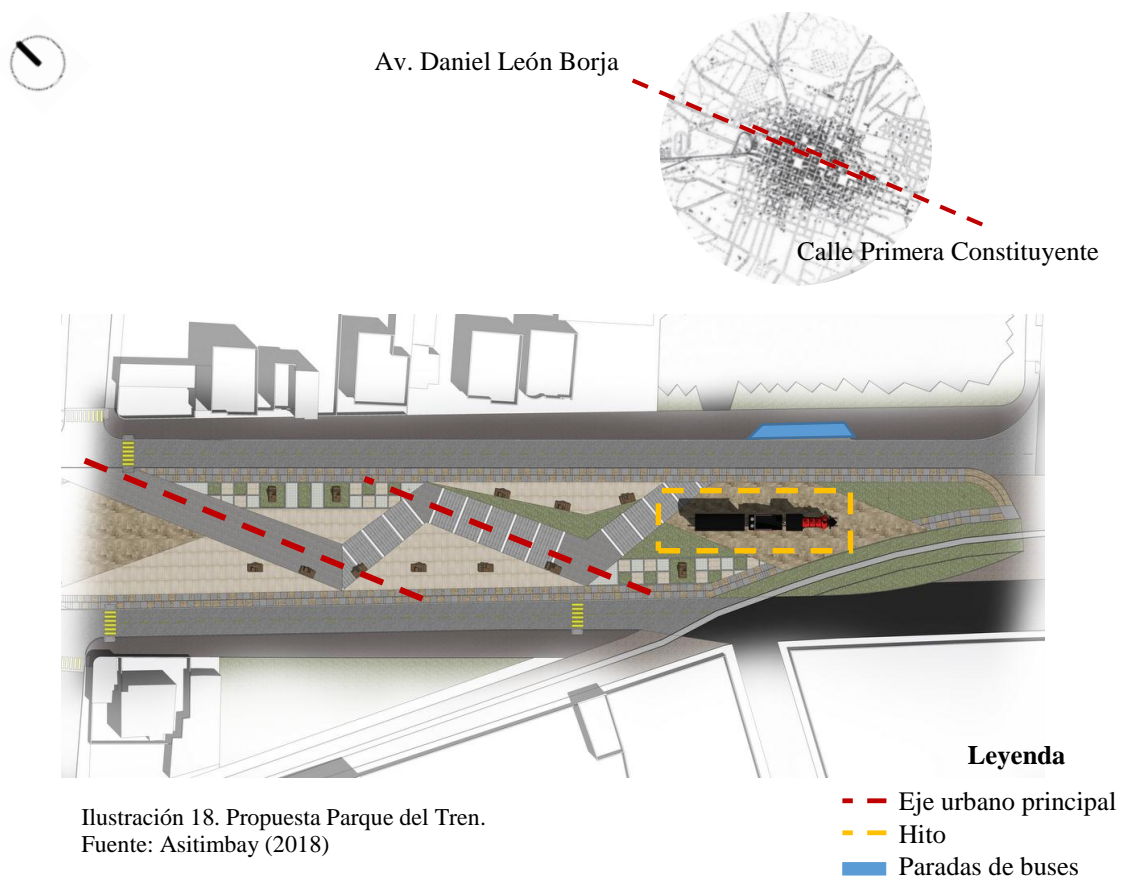 Av. Daniel León Borja
Calle Primera Constituyente
Leyenda
Eje urbano principal
Hito
Paradas de buses
Ilustración 18. Propuesta Parque del Tren.
Fuente: Asitimbay (2018)